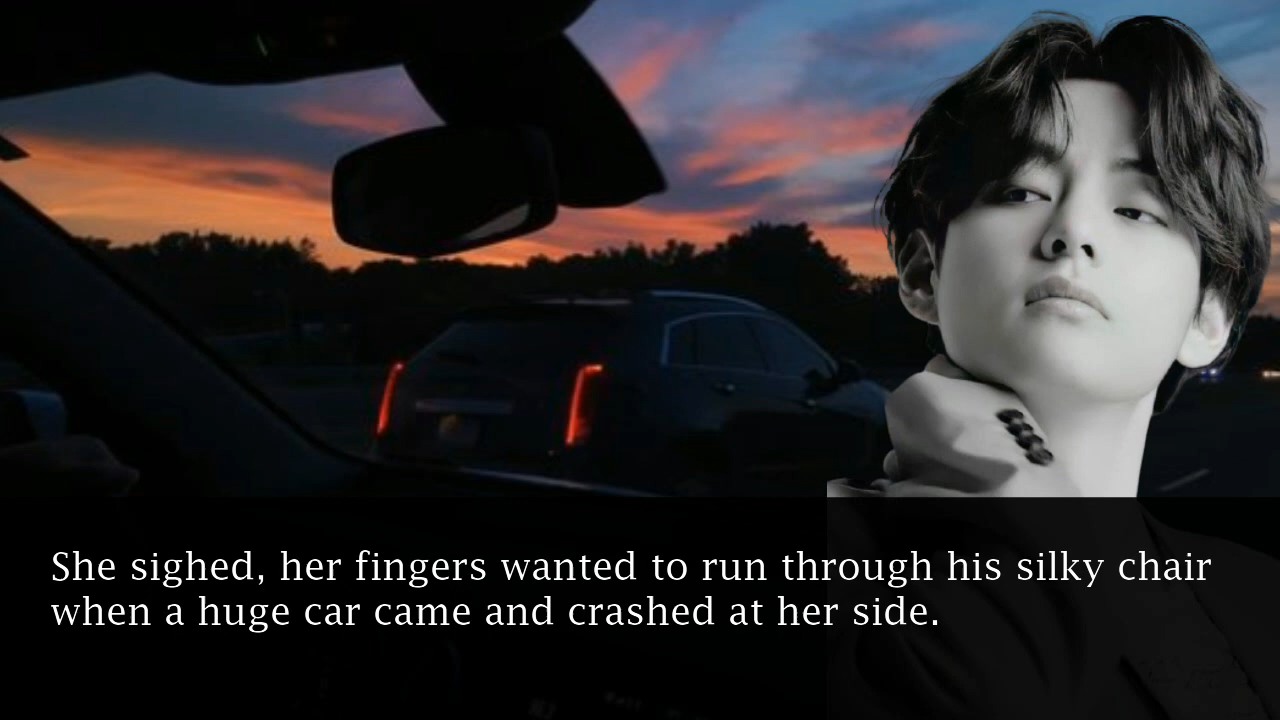 She sighed, her fingers wanted to run through his silky chair
when a huge car came and crashed at her side.